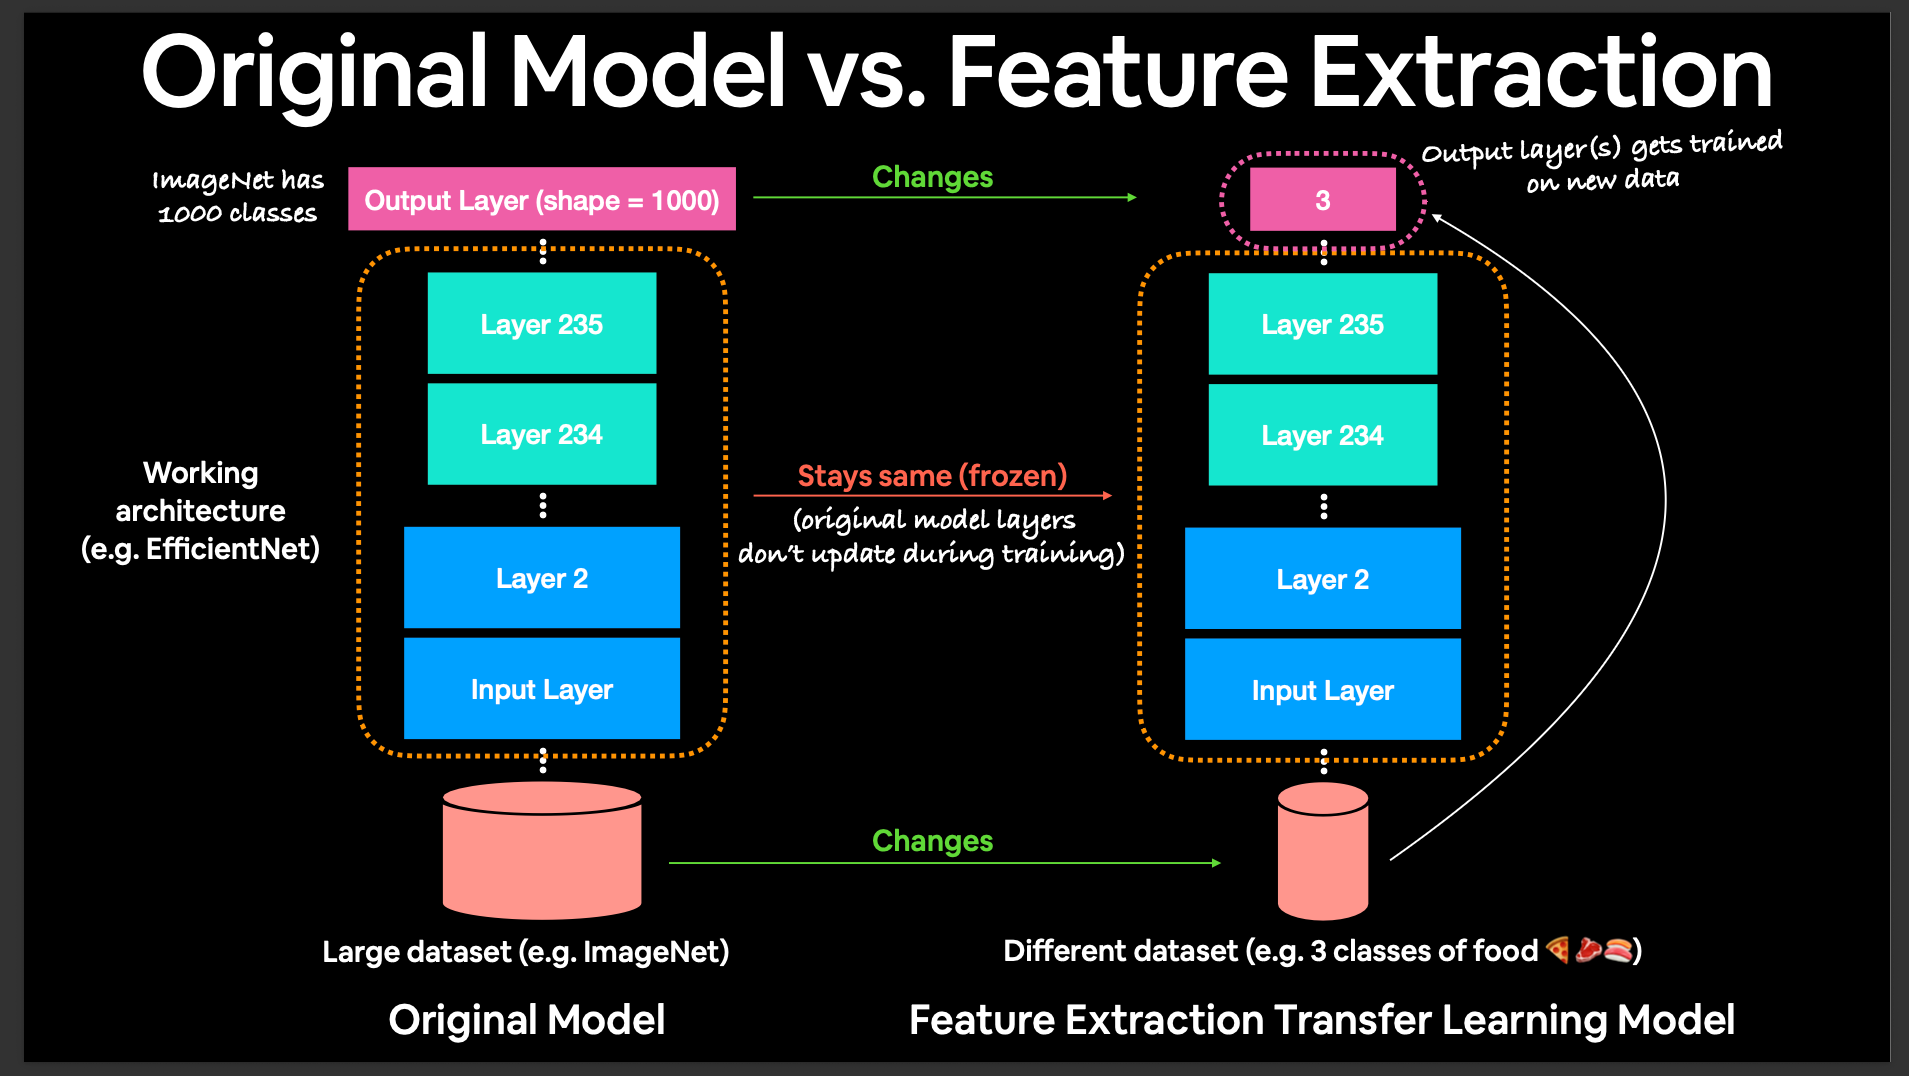 Original Model vs. Feature Extraction
ImageNet has
1000 classes
Output Layer (shape = 1000)
Changes
3
Output layer(s) gets trained
on new data
Layer 235
Layer 234
Layer 2
Input Layer
Working
architecture
(e.g. EfficientNet)
Stays same (frozen)
(original model layers
don't update during training)
Layer 235
Layer 234
Layer 2
Input Layer
Changes
Large dataset (e.g. ImageNet)
Different dataset (e.g. 3 classes of food 🍕🥩🍣)
Original Model
Feature Extraction Transfer Learning Model